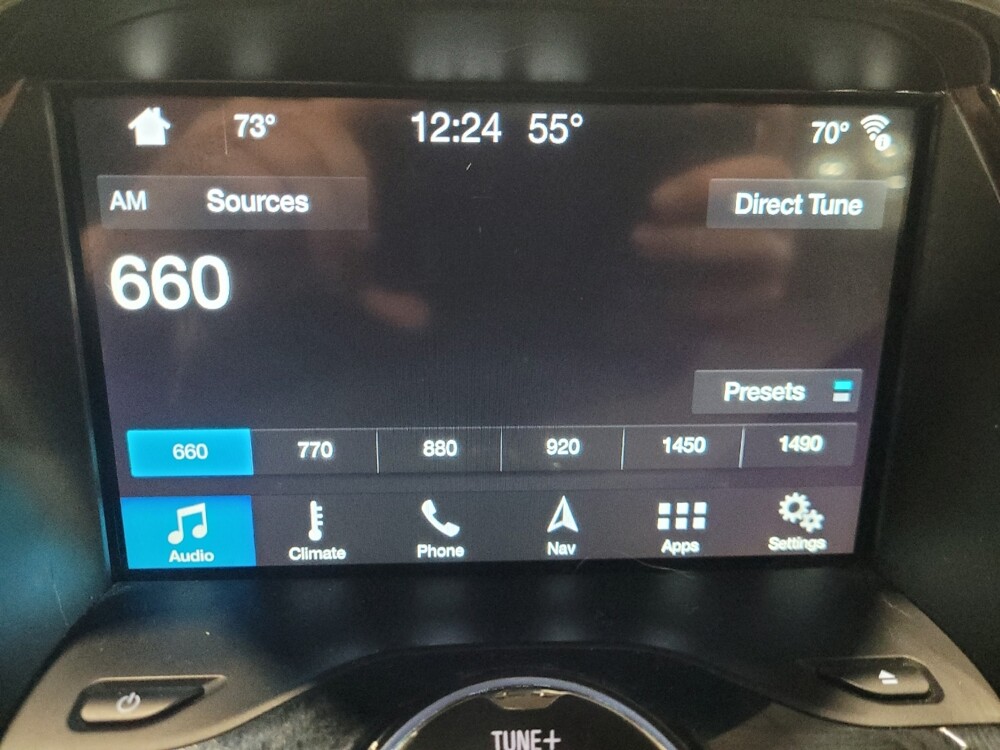 73° 12:24 55° 70°
AM Sources Direct Tune
660
Presets
660 770 880 920 1450 1490
Audio Climate Phone Nav Apps Settings
TUNE+